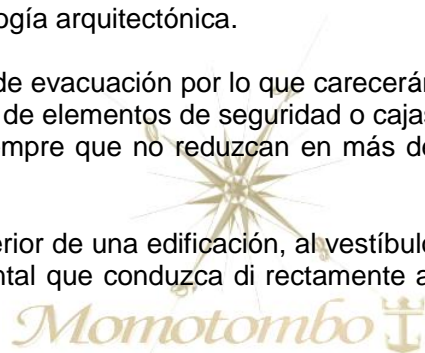 ogía arquitectónica.
de evacuación por lo que carecerán
de elementos de seguridad o cajas
empre que no reduzcan en más de
erior de una edificación, al vestíbulo
ntal que conduzca di rectamente a
Momotombo